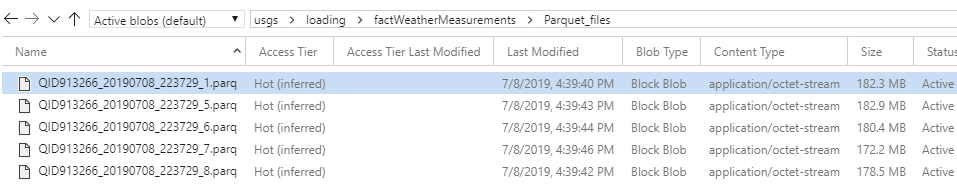 Active blobs (default) usgs loading factWeatherMeasurements Parquet_files
Name Access Tier Access Tier Last Modified Last Modified Blob Type Content Type Size Status
QID913266_20190708_223729_1.parq Hot (inferred) 7/8/2019, 4:39:40 PM Block Blob application/octet-stream 182.3 MB Active
QID913266_20190708_223729_5.parq Hot (inferred) 7/8/2019, 4:39:43 PM Block Blob application/octet-stream 182.9 MB Active
QID913266_20190708_223729_6.parq Hot (inferred) 7/8/2019, 4:39:44 PM Block Blob application/octet-stream 180.4 MB Active
QID913266_20190708_223729_7.parq Hot (inferred) 7/8/2019, 4:39:46 PM Block Blob application/octet-stream 172.2 MB Active
QID913266_20190708_223729_8.parq Hot (inferred) 7/8/2019, 4:39:42 PM Block Blob application/octet-stream 178.5 MB Active